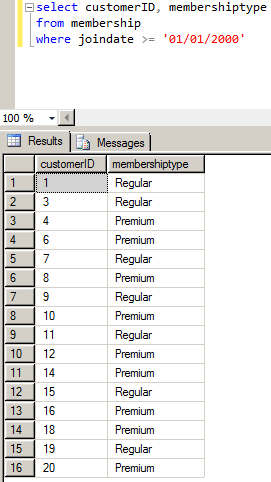 select customerID, membershiptype
from membership
where joindate >= '01/01/2000'
100 %
Results Messages
customerID membershiptype
1 1 Regular
2 3 Regular
3 4 Premium
4 6 Premium
5 7 Regular
6 8 Premium
7 9 Regular
8 10 Premium
9 11 Regular
10 12 Premium
11 14 Premium
12 15 Regular
13 16 Premium
14 18 Premium
15 19 Regular
16 20 Premium